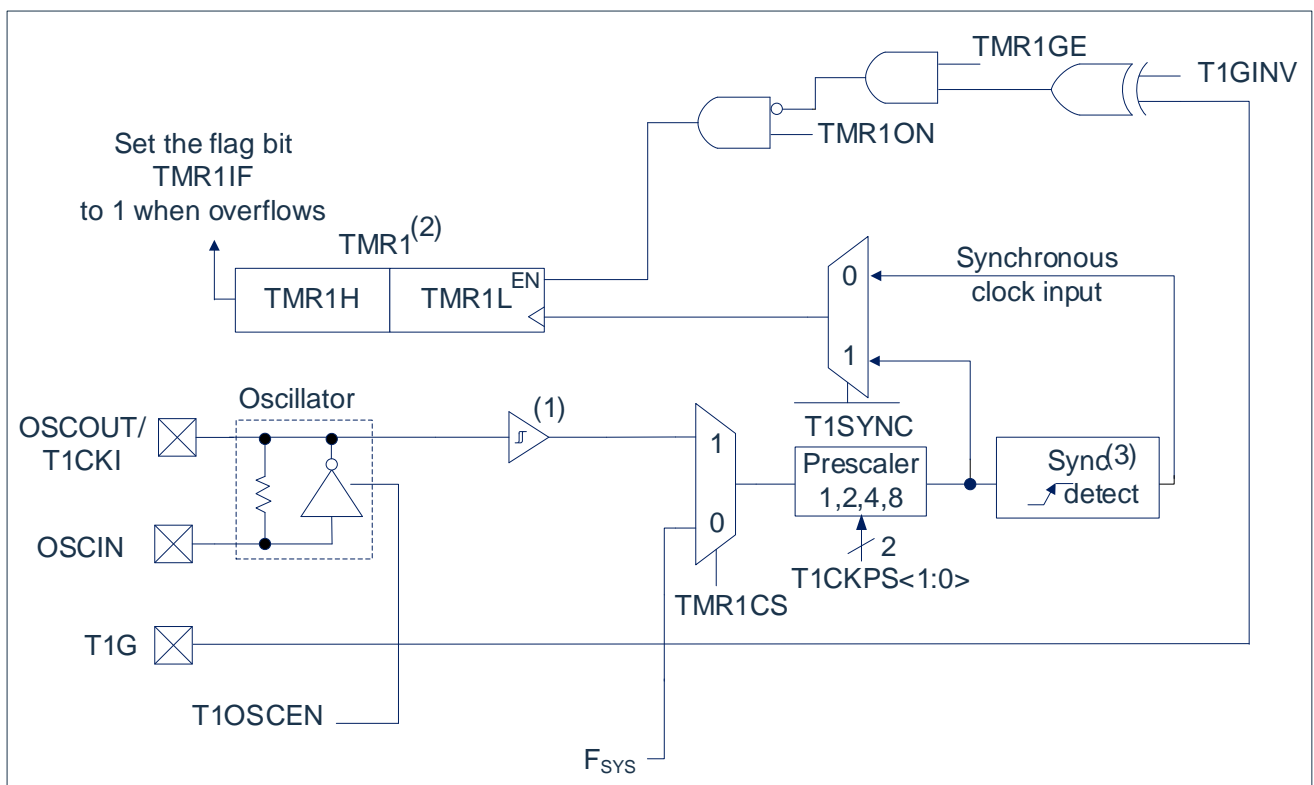 TMR1GE
T1GINV
TMR1ON
Set the flag bit
TMR1IF
to 1 when overflows
TMR1(2)
EN
TMR1H
TMR1L
0
Synchronous
clock input
1
Oscillator
(1)
OSCOUT/
T1CKI
T1SYNC
1
Prescaler
1,2,4,8
Sync(3)
detect
0
OSCIN
2
T1CKPS<1:0>
TMR1CS
T1G
T1OSCEN
FSYS